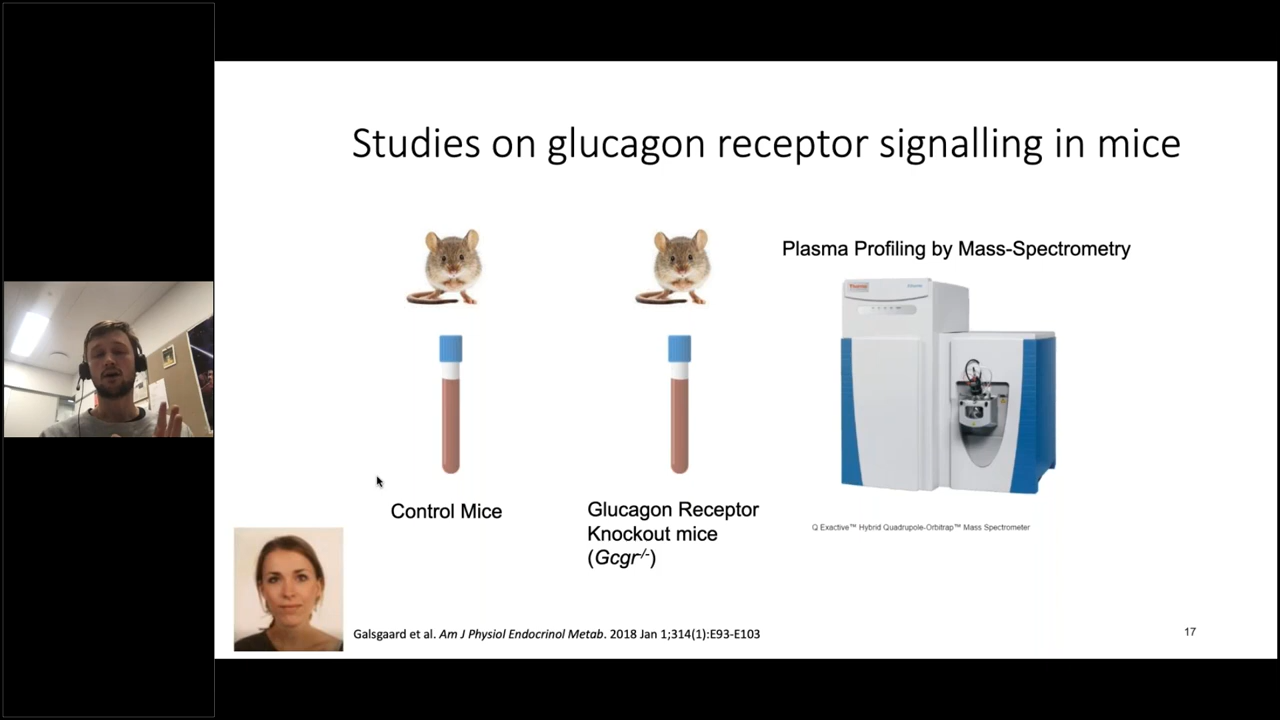 Studies on glucagon receptor signalling in mice
Plasma Profiling by Mass-Spectrometry
Thermo
Control Mice
Glucagon Receptor
Knockout mice
(Gcgr-/-)
Q Exactive™ Hybrid Quadrupole-Orbitrap™ Mass Spectrometer
Galsgaard et al. Am J Physiol Endocrinol Metab. 2018 Jan 1;314(1):E93-E103
17